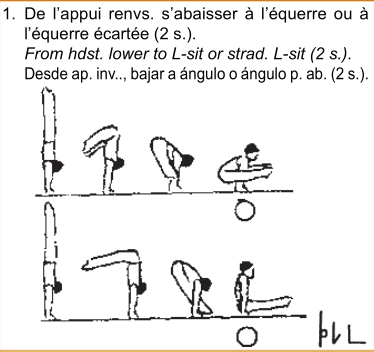 1. De l'appui renvs. s'abaisser à l'équerre ou à
l'équerre écartée (2 s.).
From hdst. lower to L-sit or strad. L-sit (2 s.).
Desde ap. inv.., bajar a ángulo o ángulo p. ab. (2 s.).